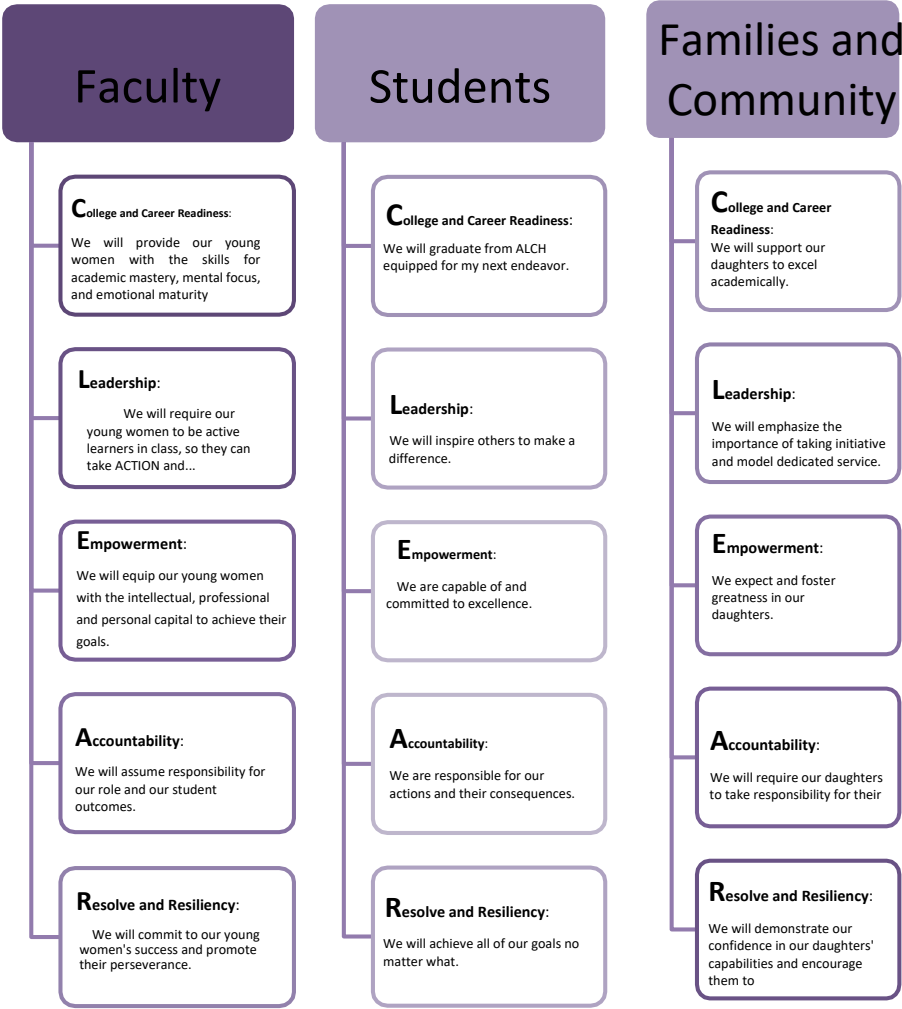 Faculty
College and Career Readiness:
We will provide our young
women with the skills for
academic mastery, mental focus,
and emotional maturity
Leadership:
We will require our
young women to be active
learners in class, so they can
take ACTION and...
Empowerment:
We will equip our young women
with the intellectual, professional
and personal capital to achieve their
goals.
Accountability:
We will assume responsibility for
our role and our student
outcomes.
Resolve and Resiliency:
We will commit to our young
women's success and promote
their perseverance.
Students
College and Career Readiness:
We will graduate from ALCH
equipped for my next endeavor.
Leadership:
We will inspire others to make a
difference.
Empowerment:
We are capable of and
committed to excellence.
Accountability:
We are responsible for our
actions and their consequences.
Resolve and Resiliency:
We will achieve all of our goals no
matter what.
Families and
Community
College and Career
Readiness:
We will support our
daughters to excel
academically.
Leadership:
We will emphasize the
importance of taking initiative
and model dedicated service.
Empowerment:
We expect and foster
greatness in our
daughters.
Accountability:
We will require our daughters
to take responsibility for their
Resolve and Resiliency:
We will demonstrate our
confidence in our daughters'
capabilities and encourage
them to